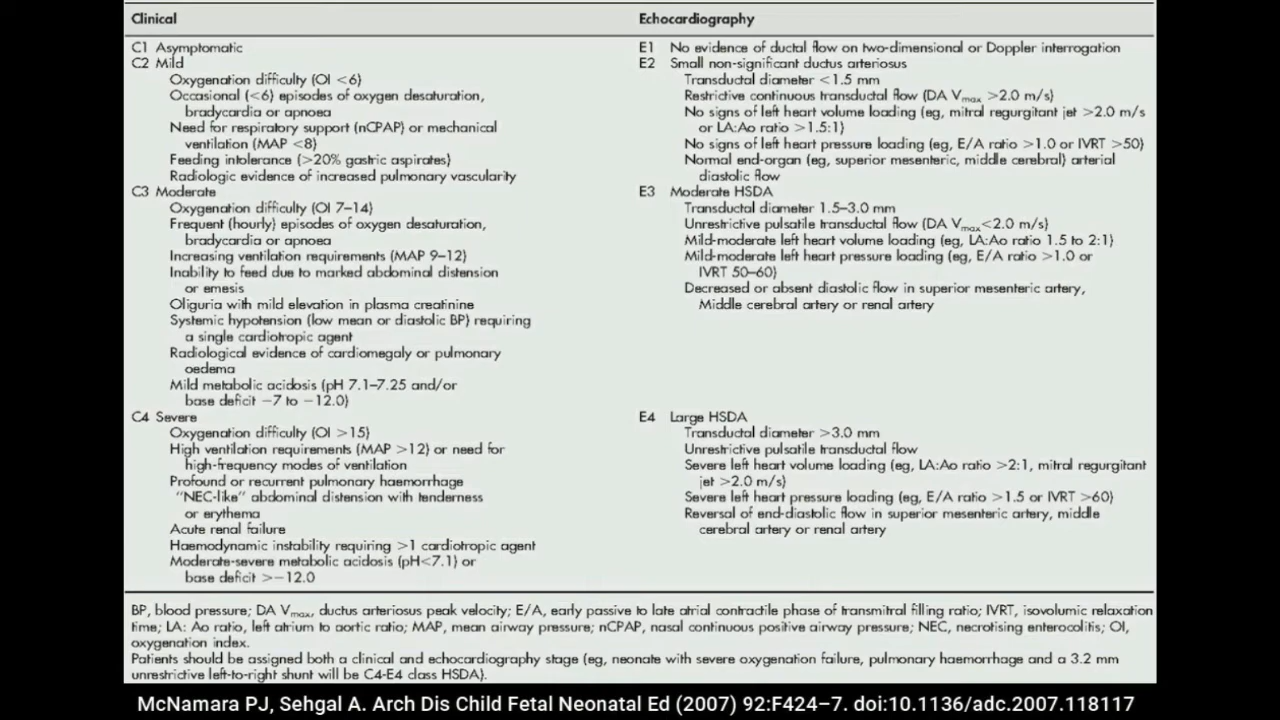 Clinical
C1 Asymptomatic
C2 Mild
Oxygenation difficulty (OI <6)
Occasional (<6) episodes of oxygen desaturation,
bradycardia or apnoea
Need for respiratory support (nCPAP) or mechanical
ventilation (MAP <8)
Feeding intolerance (>20% gastric aspirates)
Radiologic evidence of increased pulmonary vascularity
C3 Moderate
Oxygenation difficulty (OI 7–14)
Frequent (hourly) episodes of oxygen desaturation,
bradycardia or apnoea
Increasing ventilation requirements (MAP 9–12)
Inability to feed due to marked abdominal distension
or emesis
Oliguria with mild elevation in plasma creatinine
Systemic hypotension (low mean or diastolic BP) requiring
a single cardiotropic agent
Radiological evidence of cardiomegaly or pulmonary
oedema
Mild metabolic acidosis (pH 7.1–7.25 and/or
base deficit −7 to −12.0)
C4 Severe
Oxygenation difficulty (OI >15)
High ventilation requirements (MAP >12) or need for
high-frequency modes of ventilation
Profound or recurrent pulmonary haemorrhage
"NEC-like" abdominal distension with tenderness
or erythema
Acute renal failure
Haemodynamic instability requiring >1 cardiotropic agent
Moderate-severe metabolic acidosis (pH<7.1) or
base deficit >−12.0
Echocardiography
E1 No evidence of ductal flow on two-dimensional or Doppler interrogation
E2 Small non-significant ductus arteriosus
Transductal diameter <1.5 mm
Restrictive continuous transductal flow (DA Vmax >2.0 m/s)
No signs of left heart volume loading (eg, mitral regurgitant jet >2.0 m/s
or LA:Ao ratio >1.5:1)
No signs of left heart pressure loading (eg, E/A ratio >1.0 or IVRT >50)
Normal end-organ (eg, superior mesenteric, middle cerebral) arterial
diastolic flow
E3 Moderate HSDA
Transductal diameter 1.5–3.0 mm
Unrestrictive pulsatile transductal flow (DA Vmax<2.0 m/s)
Mild-moderate left heart volume loading (eg, LA:Ao ratio 1.5 to 2:1)
Mild-moderate left heart pressure loading (eg, E/A ratio >1.0 or
IVRT 50–60)
Decreased or absent diastolic flow in superior mesenteric artery,
Middle cerebral artery or renal artery
E4 Large HSDA
Transductal diameter >3.0 mm
Unrestrictive pulsatile transductal flow
Severe left heart volume loading (eg, LA:Ao ratio >2:1, mitral regurgitant
jet >2.0 m/s)
Severe left heart pressure loading (eg, E/A ratio >1.5 or IVRT >60)
Reversal of end-diastolic flow in superior mesenteric artery, middle
cerebral artery or renal artery
BP, blood pressure; DA Vmax, ductus arteriosus peak velocity; E/A, early passive to late atrial contractile phase of transmitral filling ratio; IVRT, isovolumic relaxation
time; LA: Ao ratio, left atrium to aortic ratio; MAP, mean airway pressure; nCPAP, nasal continuous positive airway pressure; NEC, necrotising enterocolitis; OI,
oxygenation index.
Patients should be assigned both a clinical and echocardiography stage (eg, neonate with severe oxygenation failure, pulmonary haemorrhage and a 3.2 mm
unrestrictive left-to-right shunt will be C4-E4 class HSDA).
McNamara PJ, Sehgal A. Arch Dis Child Fetal Neonatal Ed (2007) 92:F424–7. doi:10.1136/adc.2007.118117